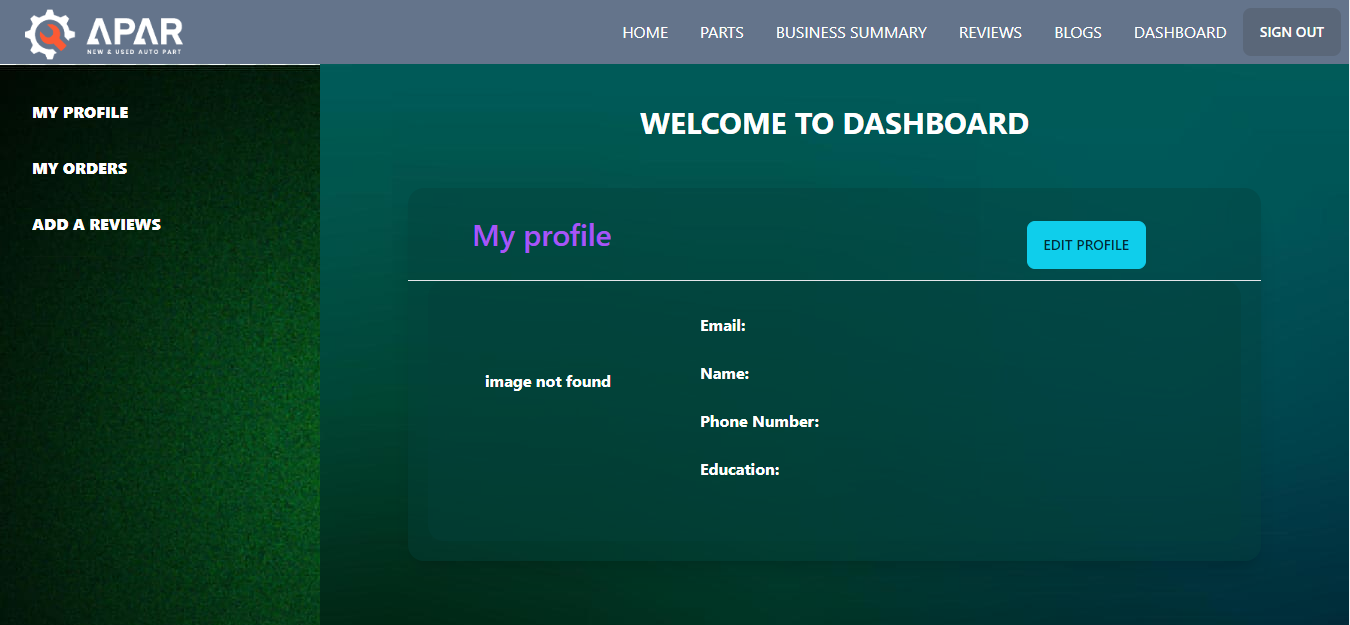 APAR
NEW & USED AUTO PART
HOME PARTS BUSINESS SUMMARY REVIEWS BLOGS DASHBOARD SIGN OUT
MY PROFILE
MY ORDERS
ADD A REVIEWS
WELCOME TO DASHBOARD
My profile
EDIT PROFILE
image not found
Email:
Name:
Phone Number:
Education: